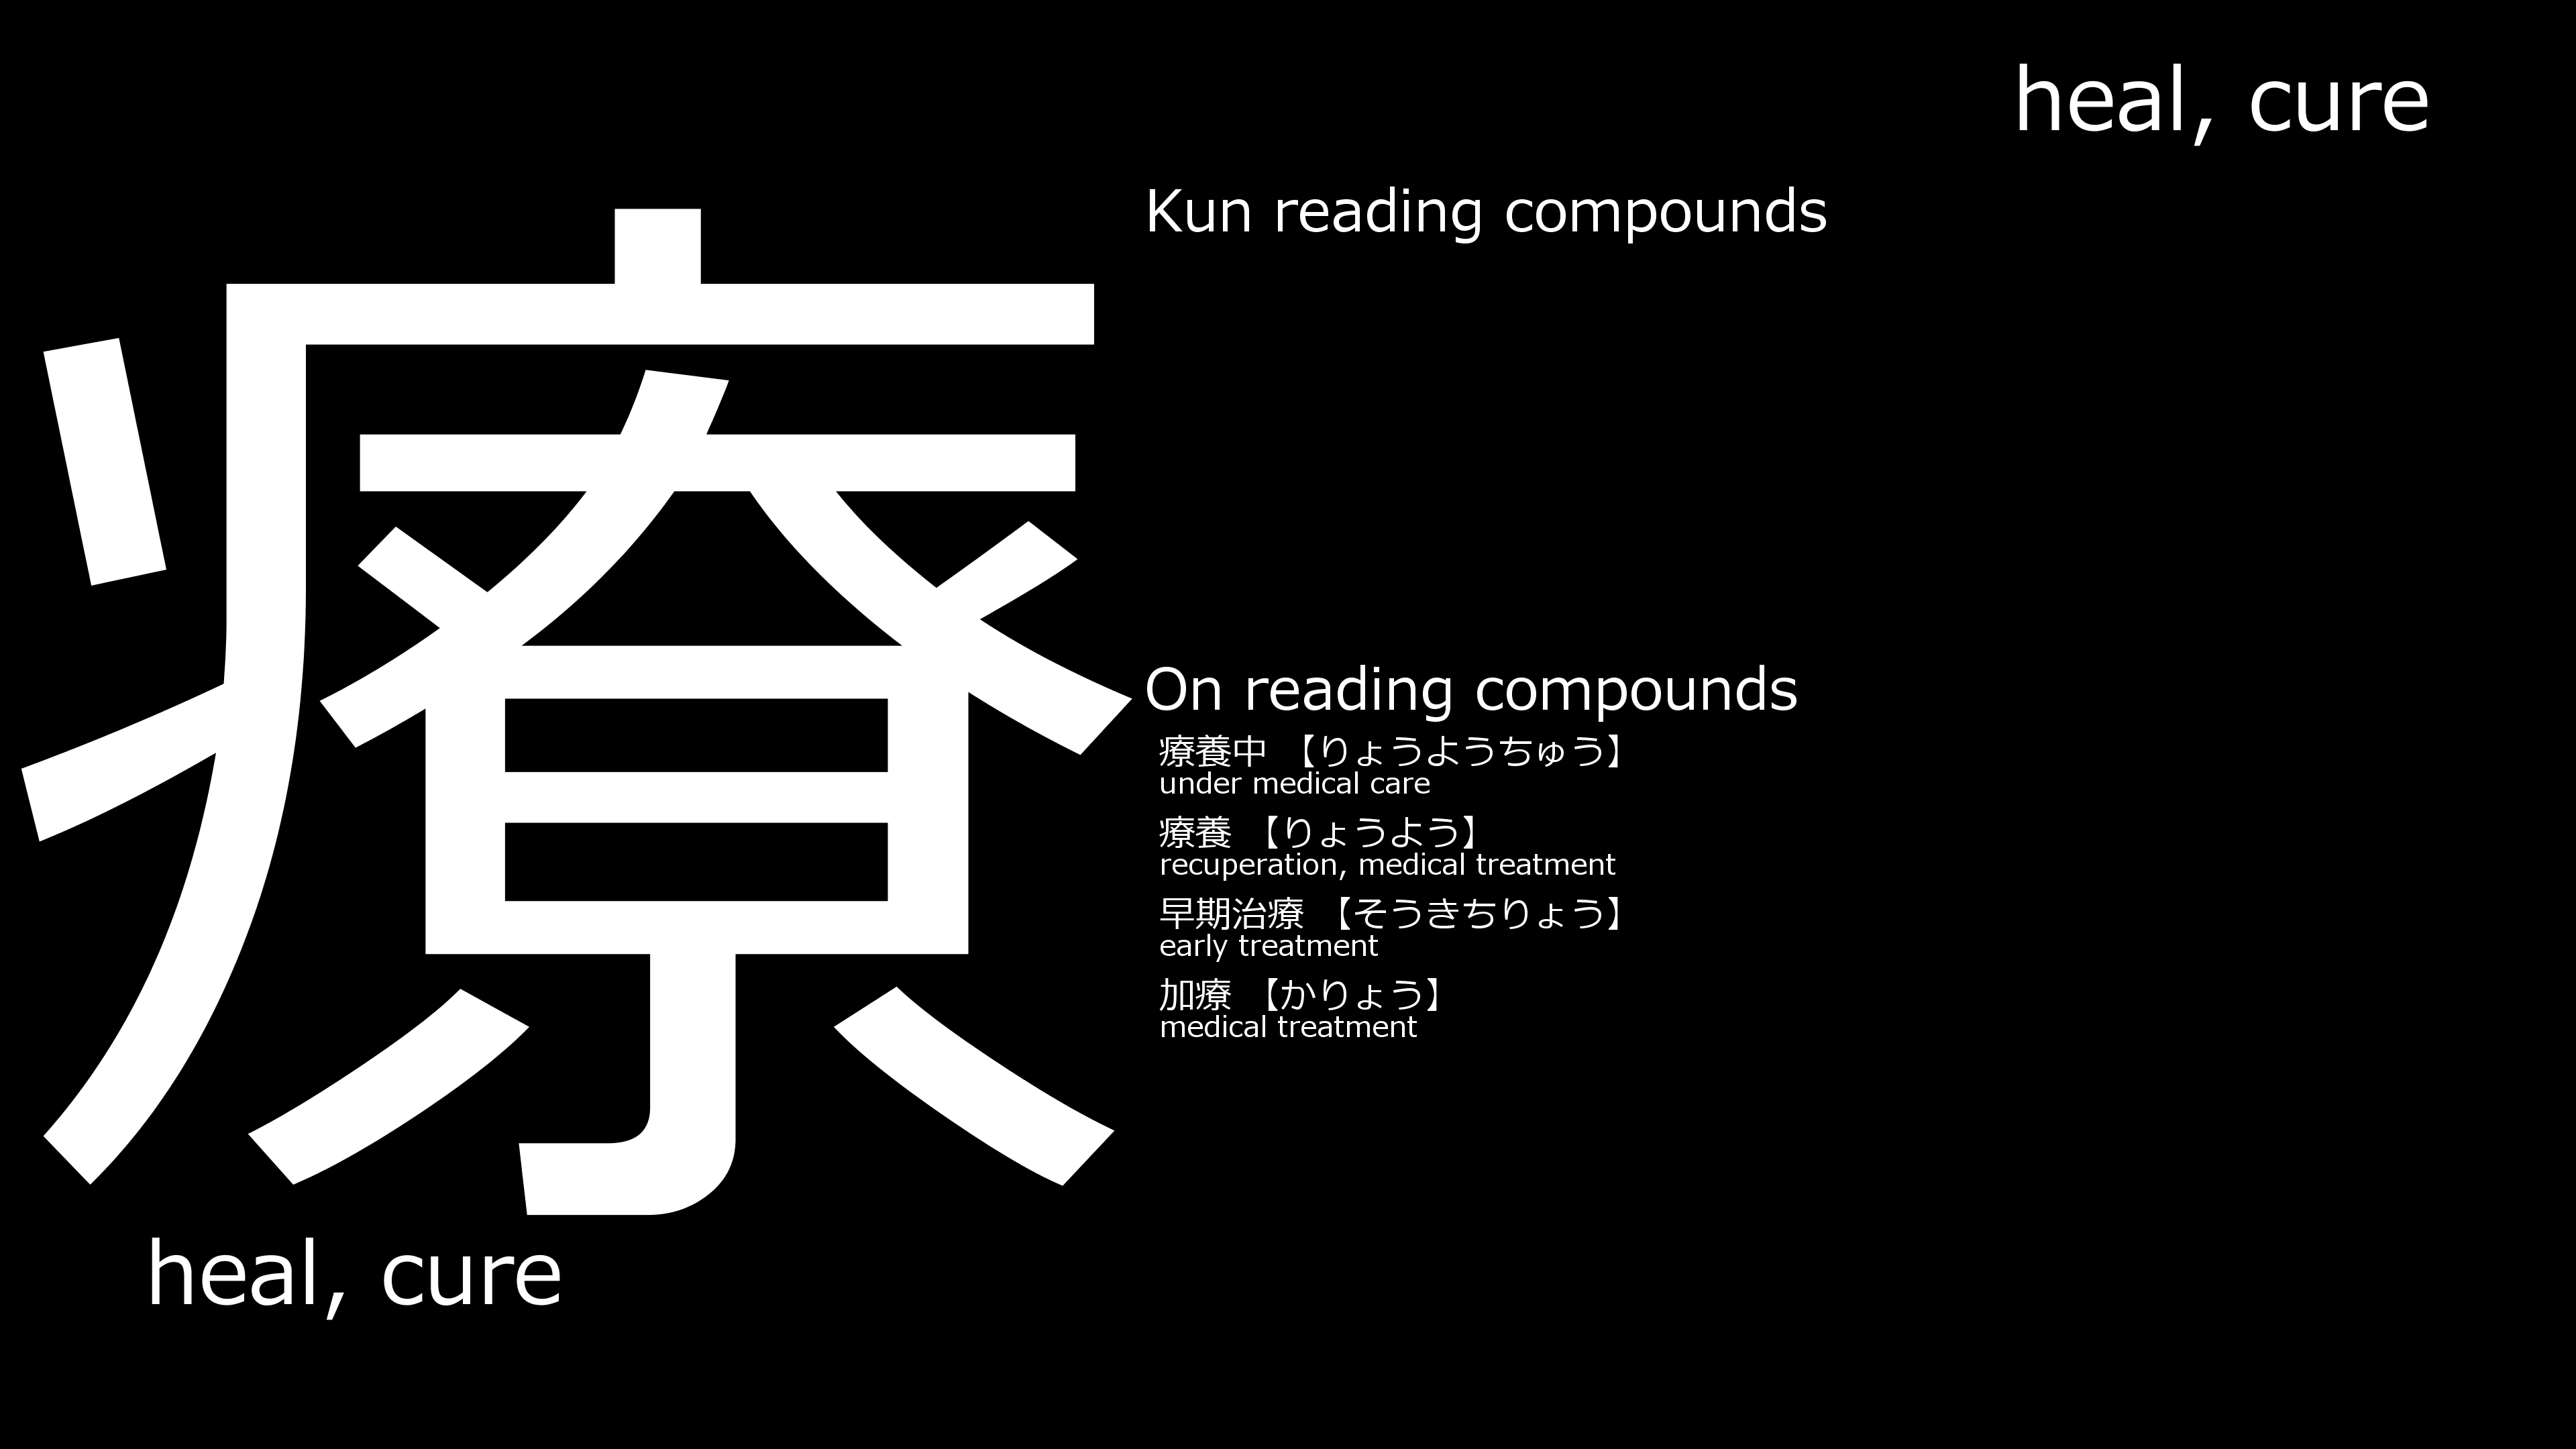 heal, cure
療
heal, cure
Kun reading compounds
On reading compounds
療養中 【りょうようちゅう】
under medical care
療養 【りょうよう】
recuperation, medical treatment
早期治療 【そうきちりょう】
early treatment
加療 【かりょう】
medical treatment